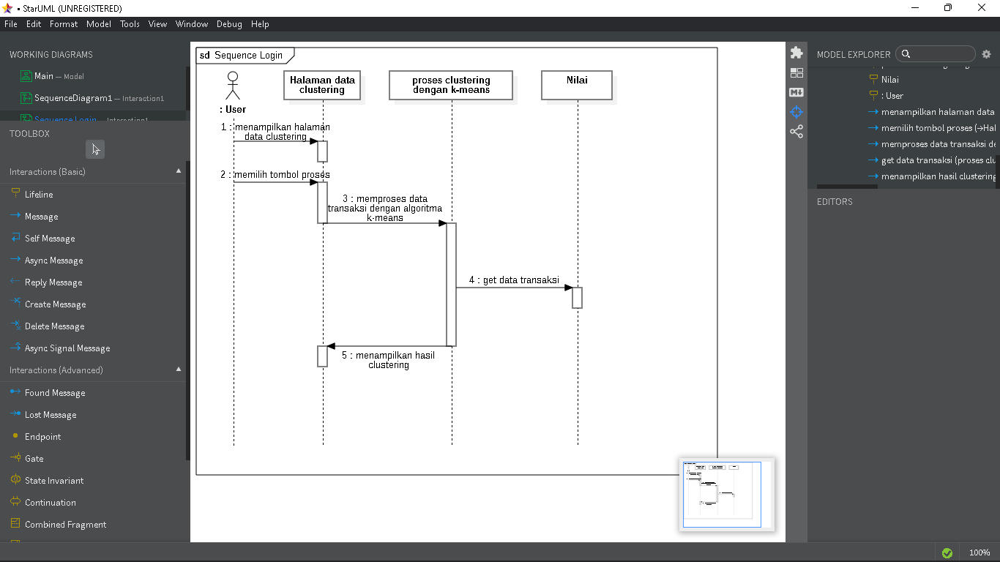 • StarUML (UNREGISTERED)
File Edit Format Model Tools View Window Debug Help
WORKING DIAGRAMS
Main — Model
SequenceDiagram1 — Interaction1
Sequence Login — Interaction1
TOOLBOX
Interactions (Basic)
Lifeline
Message
Self Message
Async Message
Reply Message
Create Message
Delete Message
Async Signal Message
Interactions (Advanced)
Found Message
Lost Message
Endpoint
Gate
State Invariant
Continuation
Combined Fragment
sd Sequence Login
: User
Halaman data
clustering
proses clustering
dengan k-means
Nilai
1 : menampilkan halaman
data clustering
2 : memilih tombol proses
3 : memproses data
transaksi dengan algoritma
k-means
4 : get data transaksi
5 : menampilkan hasil
clustering
MODEL EXPLORER
Nilai
: User
menampilkan halaman data
memilih tombol proses (→Hal
memproses data transaksi de
get data transaksi (proses clu
menampilkan hasil clustering
EDITORS
100%